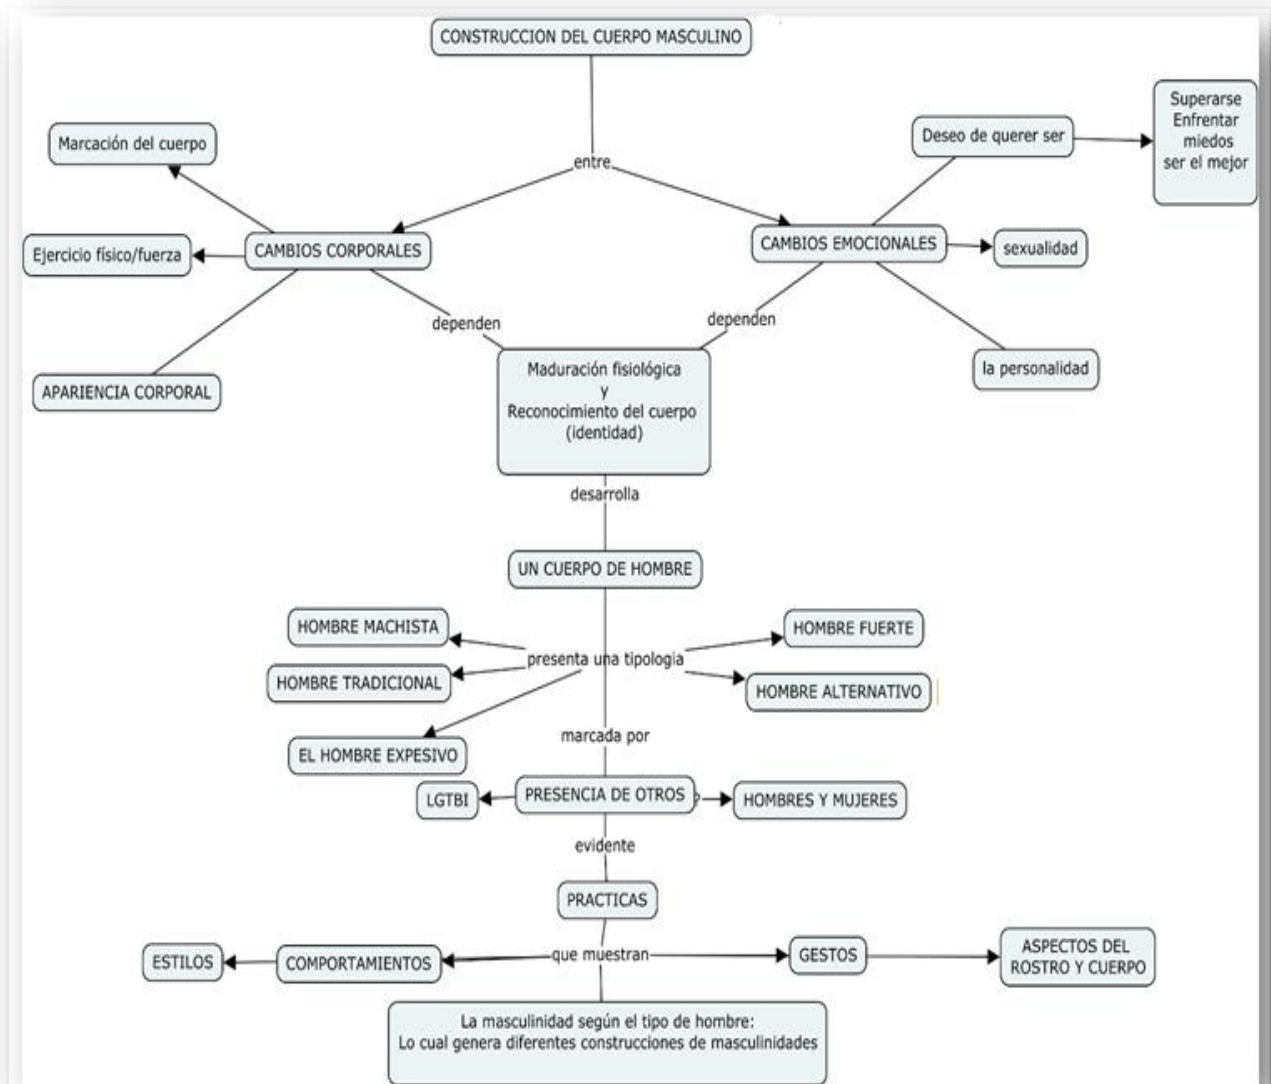 CONSTRUCCION DEL CUERPO MASCULINO
Superarse
Enfrentar
miedos
ser el mejor
Deseo de querer ser
Marcación del cuerpo
entre
CAMBIOS CORPORALES
CAMBIOS EMOCIONALES
Ejercicio físico/fuerza
sexualidad
dependen
dependen
APARIENCIA CORPORAL
la personalidad
Maduración fisiológica
y
Reconocimiento del cuerpo
(identidad)
desarrolla
UN CUERPO DE HOMBRE
HOMBRE MACHISTA
HOMBRE FUERTE
presenta una tipologia
HOMBRE TRADICIONAL
HOMBRE ALTERNATIVO
EL HOMBRE EXPESIVO
marcada por
LGTBI
PRESENCIA DE OTROS
HOMBRES Y MUJERES
evidente
PRACTICAS
que muestran
ESTILOS
COMPORTAMIENTOS
GESTOS
ASPECTOS DEL
ROSTRO Y CUERPO
La masculinidad según el tipo de hombre:
Lo cual genera diferentes construcciones de masculinidades